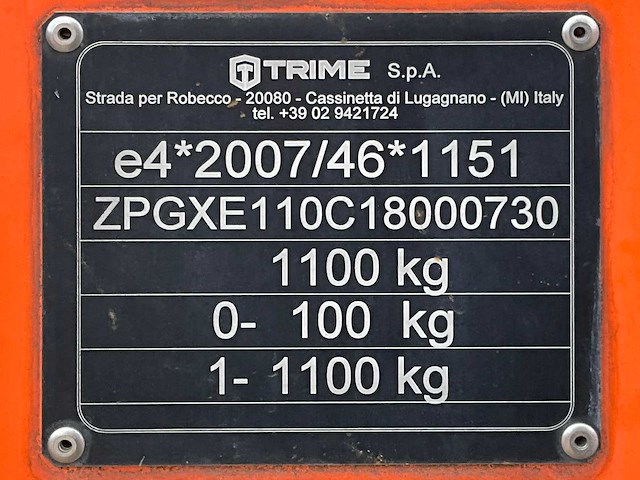 TRIME S.p.A.
Strada per Robecco - 20080 - Cassinetta di Lugagnano - (MI) Italy
tel. +39 02 9421724
e4*2007/46*1151
ZPGXE110C18000730
1100 kg
0- 100 kg
1- 1100 kg